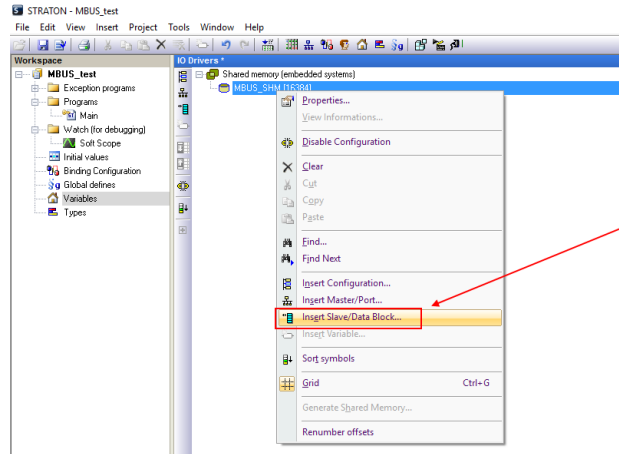 STRATON - MBUS_test
File Edit View Insert Project Tools Window Help
Workspace
IO Drivers *
MBUS_test
Exception programs
Programs
Main
Watch (for debugging)
Soft Scope
Initial values
Binding Configuration
Global defines
Variables
Types
Shared memory (embedded systems)
MBUS_SHM [16384]
Properties...
View Informations...
Disable Configuration
Clear
Cut
Copy
Paste
Find...
Find Next
Insert Configuration...
Insert Master/Port...
Insert Slave/Data Block...
Insert Variable...
Sort symbols
Grid Ctrl+G
Generate Shared Memory...
Renumber offsets